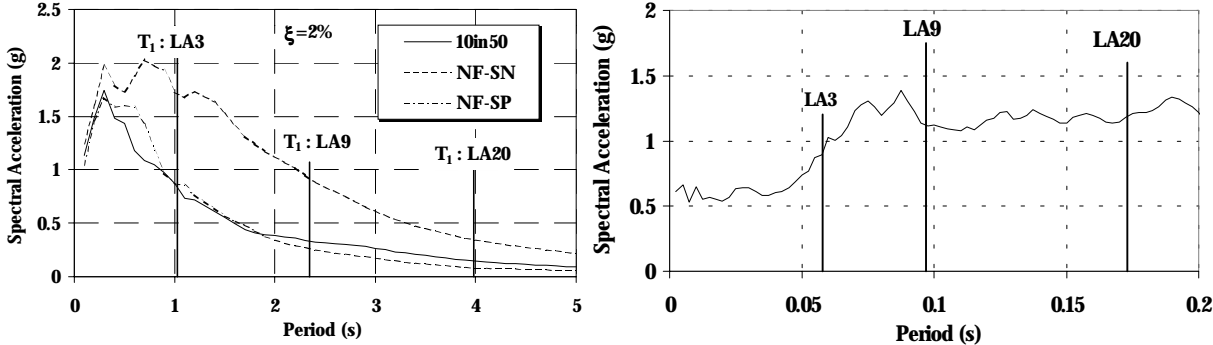 2.5
2
1.5
1
0.5
0
Spectral Acceleration (g)
T1 : LA3
ξ=2%
10in50
NF-SN
NF-SP
T1 : LA9
T1 : LA20
0 1 2 3 4 5
Period (s)
2
1.5
1
0.5
0
Spectral Acceleration (g)
LA3
LA9
LA20
0 0.05 0.1 0.15 0.2
Period (s)